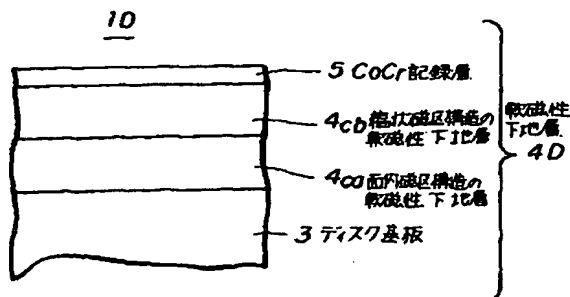 1D
5 CoCr記録層
4cb 縞状磁区構造の
軟磁性下地層
4ca 面内磁区構造の
軟磁性下地層
3 ディスク基板
軟磁性
下地層
4D